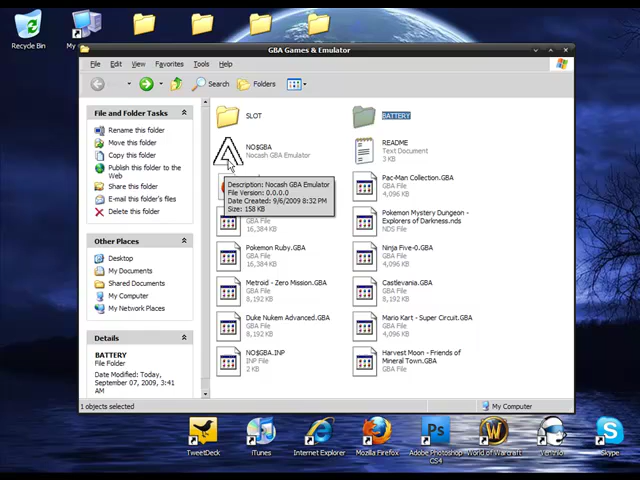 Recycle Bin
My
GBA Games & Emulator
File Edit View Favorites Tools Help
Search Folders
File and Folder Tasks
Rename this folder
Move this folder
Copy this folder
Publish this folder to the
Web
Share this folder
E-mail this folder's files
Delete this folder
Other Places
Desktop
My Documents
Shared Documents
My Computer
My Network Places
Details
BATTERY
File Folder
Date Modified: Today,
September 07, 2009, 3:41
AM
SLOT
BATTERY
NO$GBA
Nocash GBA Emulator
README
Text Document
3 KB
Description: Nocash GBA Emulator
File Version: 0.0.0.0
Date Created: 9/6/2009 8:32 PM
Size: 158 KB
Pac-Man Collection.GBA
GBA File
4,096 KB
GBA File
16,384 KB
Pokemon Mystery Dungeon -
Explorers of Darkness.nds
NDS File
Pokemon Ruby.GBA
GBA File
16,384 KB
Ninja Five-0.GBA
GBA File
4,096 KB
Metroid - Zero Mission.GBA
GBA File
8,192 KB
Castlevania.GBA
GBA File
8,192 KB
Duke Nukem Advanced.GBA
GBA File
8,192 KB
Mario Kart - Super Circuit.GBA
GBA File
4,096 KB
NO$GBA.INP
INP File
2 KB
Harvest Moon - Friends of
Mineral Town.GBA
GBA File
1 objects selected
My Computer
TweetDeck
iTunes
Internet Explorer
Mozilla Firefox
Adobe Photoshop
CS4
World of Warcraft
Ventrilo
Skype